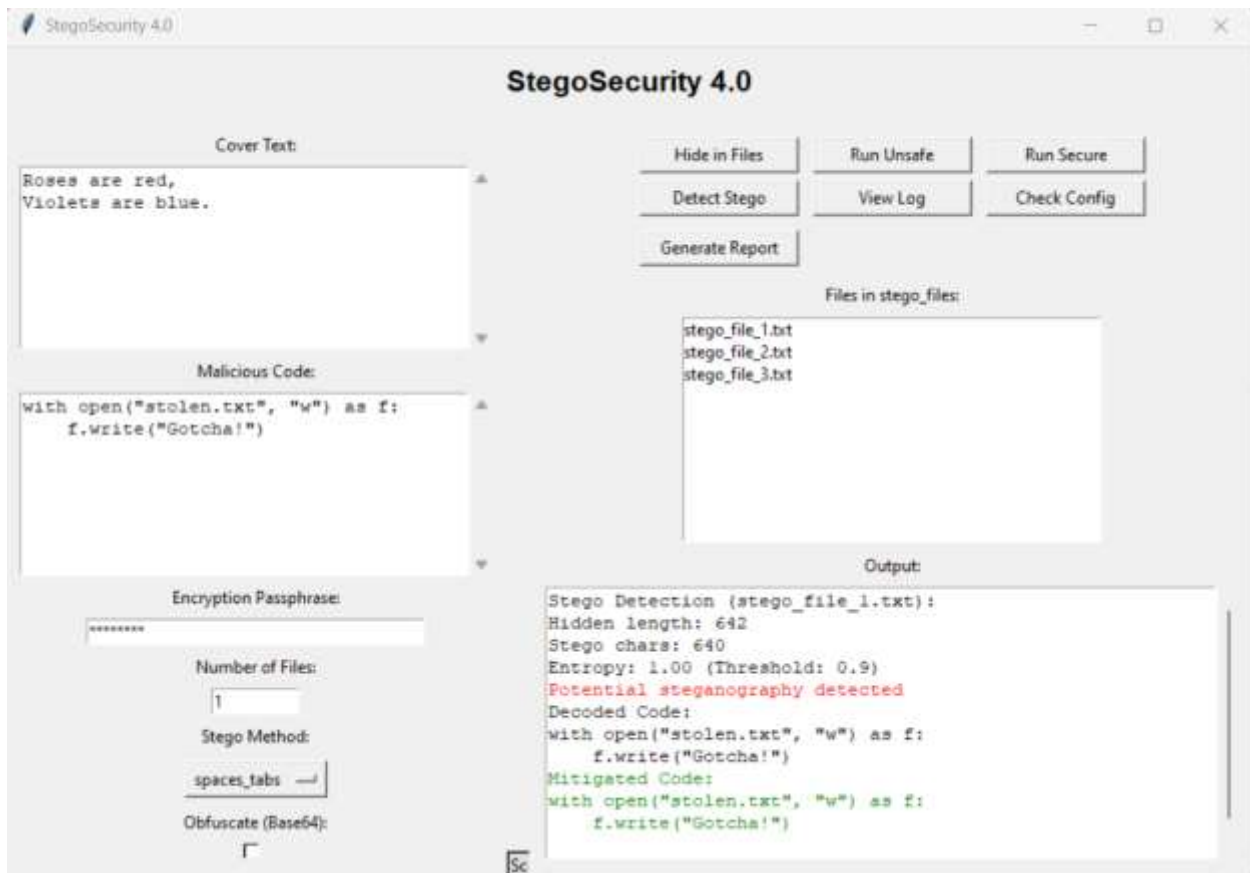 StegoSecurity 4.0
StegoSecurity 4.0
Cover Text:
Roses are red,
Violets are blue.
Malicious Code:
with open("stolen.txt", "w") as f:
    f.write("Gotcha!")
Encryption Passphrase:
********
Number of Files:
1
Stego Method:
spaces_tabs
Obfuscate (Base64):
Hide in Files
Run Unsafe
Run Secure
Detect Stego
View Log
Check Config
Generate Report
Files in stego_files:
stego_file_1.txt
stego_file_2.txt
stego_file_3.txt
Output:
Stego Detection (stego_file_1.txt):
Hidden length: 642
Stego chars: 640
Entropy: 1.00 (Threshold: 0.9)
Potential steganography detected
Decoded Code:
with open("stolen.txt", "w") as f:
    f.write("Gotcha!")
Mitigated Code:
with open("stolen.txt", "w") as f:
    f.write("Gotcha!")
Sc